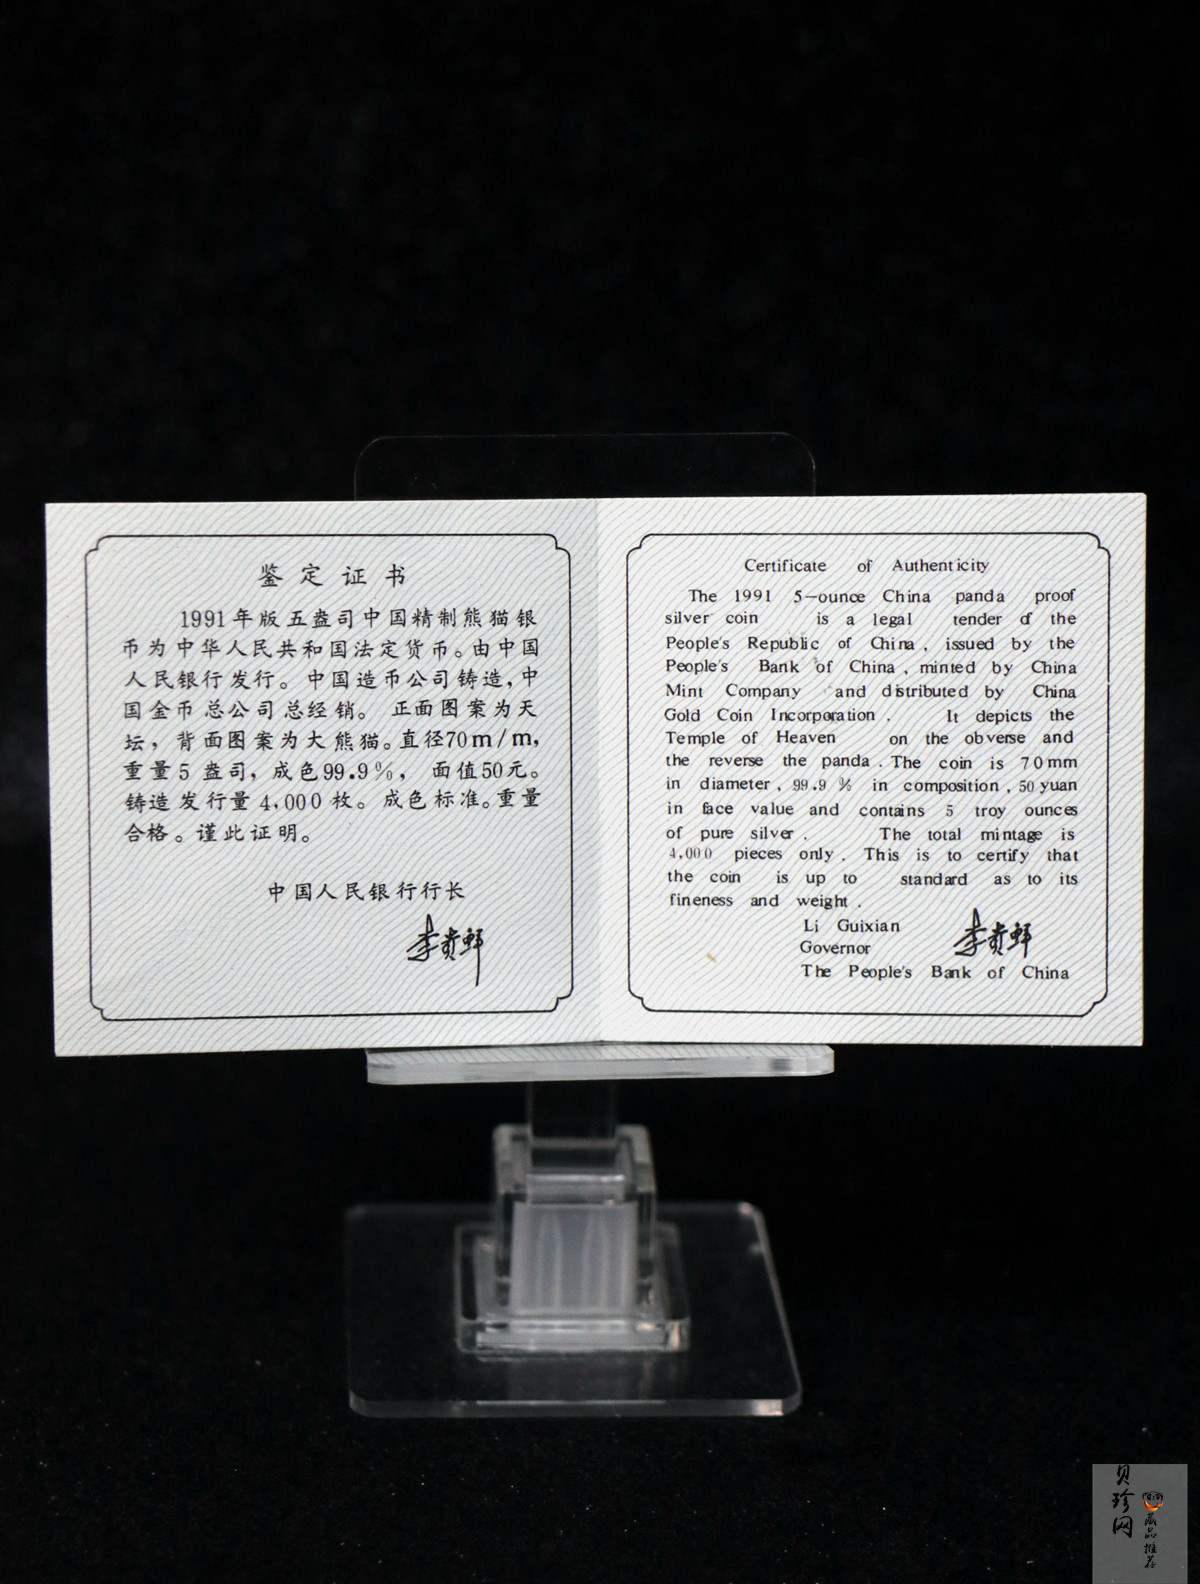 鉴定证书
1991年版五盎司中国精制熊猫银
币为中华人民共和国法定货币。由中国
人民银行发行。中国造币公司铸造,中
国金币总公司总经销。正面图案为天
坛，背面图案为大熊猫。直径70m/m,
重量5盎司，成色99.9%，面值50元。
铸造发行量4,000枚。成色标准。重量
合格。谨此证明。
中国人民银行行长
李贵鲜
Certificate of Authenticity
The 1991 5-ounce China panda proof
silver coin is a legal tender of the
People's Republic of China, issued by the
People's Bank of China, minted by China
Mint Company and distributed by China
Gold Coin Incorporation. It depicts the
Temple of Heaven on the obverse and
the reverse the panda. The coin is 70mm
in diameter, 99.9 % in composition, 50 yuan
in face value and contains 5 troy ounces
of pure silver. The total mintage is
4,000 pieces only. This is to certify that
the coin is up to standard as to its
fineness and weight.
Li Guixian 李贵鲜
Governor
The People's Bank of China
贝珍网
藏品推荐